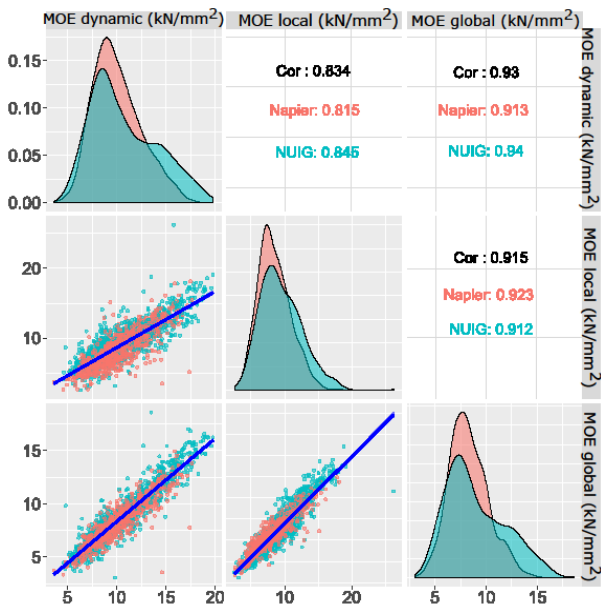 MOE dynamic (kN/mm²) MOE local (kN/mm²) MOE global (kN/mm²)
MOE dynamic (kN/mm²)
0.15
0.10
0.05
0.00
Cor : 0.834
Napier: 0.815
NUIG: 0.845
Cor : 0.93
Napier: 0.913
NUIG: 0.94
MOE local (kN/mm²)
20
10
Cor : 0.915
Napier: 0.923
NUIG: 0.912
MOE global (kN/mm²)
15
10
5
5 10 15 20 10 20 5 10 15